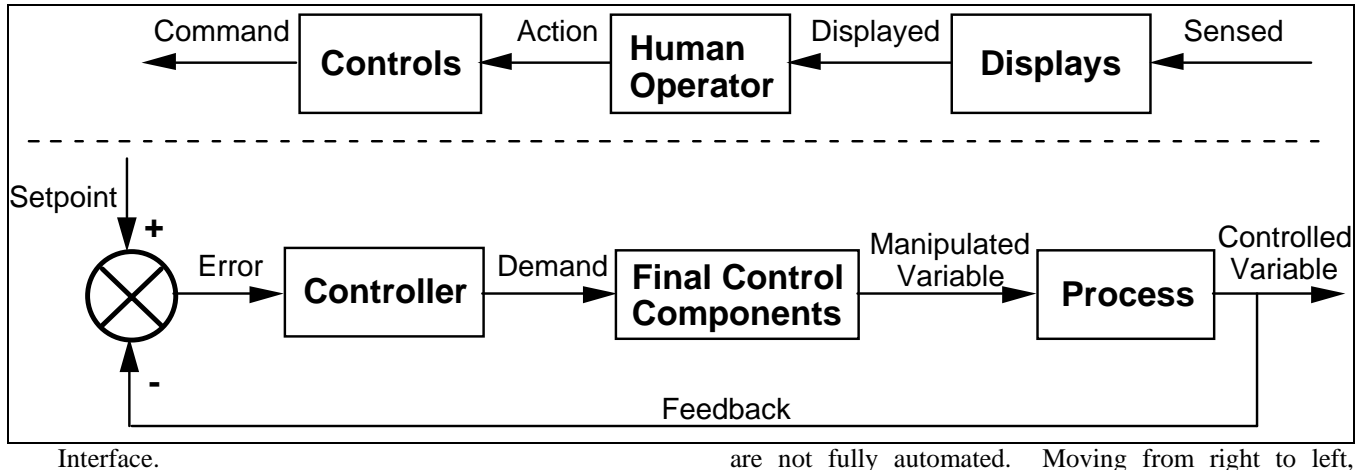 Command
Controls
Action
Human
Operator
Displayed
Displays
Sensed
Setpoint
+
Error
Controller
Demand
Final Control
Components
Manipulated
Variable
Process
Controlled
Variable
-
Feedback
Interface.
are not fully automated. Moving from right to left,